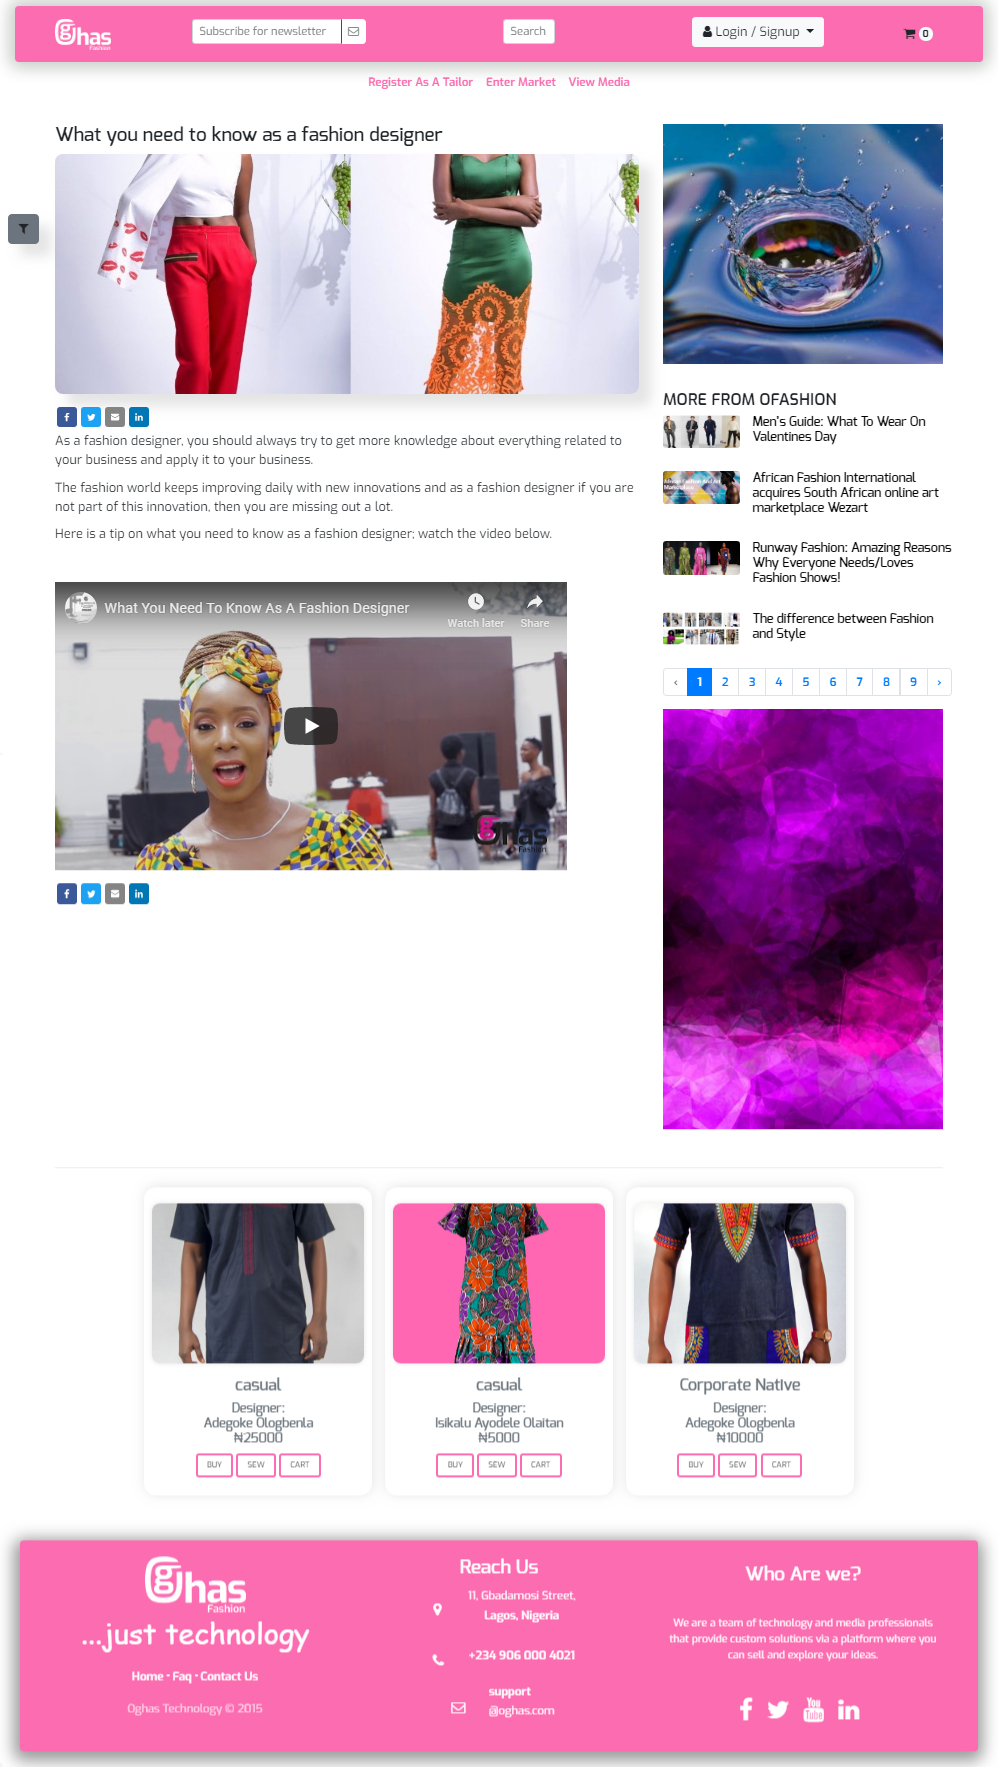 Oghas
Fashion
Subscribe for newsletter
Search
Login / Signup
0
Register As A Tailor
Enter Market
View Media
What you need to know as a fashion designer
As a fashion designer, you should always try to get more knowledge about everything related to
your business and apply it to your business.
The fashion world keeps improving daily with new innovations and as a fashion designer if you are
not part of this innovation, then you are missing out a lot.
Here is a tip on what you need to know as a fashion designer; watch the video below.
What You Need To Know As A Fashion Designer
Watch later
Share
Oghas
Fashion
MORE FROM OFASHION
Men's Guide: What To Wear On
Valentines Day
African Fashion International
acquires South African online art
marketplace Wezart
Runway Fashion: Amazing Reasons
Why Everyone Needs/Loves
Fashion Shows!
The difference between Fashion
and Style
‹ 1 2 3 4 5 6 7 8 9 ›
casual
Designer:
Adegoke Ologbenla
₦25000
BUY SEW CART
casual
Designer:
Isikalu Ayodele Olaitan
₦5000
BUY SEW CART
Corporate Native
Designer:
Adegoke Ologbenla
₦10000
BUY SEW CART
Oghas
Fashion
...just technology
Home - Faq - Contact Us
Oghas Technology © 2015
Reach Us
11, Gbadamosi Street,
Lagos, Nigeria
+234 906 000 4021
support
@oghas.com
Who Are we?
We are a team of technology and media professionals
that provide custom solutions via a platform where you
can sell and explore your ideas.
You
Tube